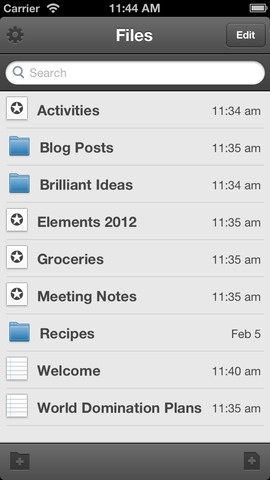 Carrier 11:44 AM
Files
Edit
Search
Activities 11:34 am
Blog Posts 11:35 am
Brilliant Ideas 11:34 am
Elements 2012 11:35 am
Groceries 11:35 am
Meeting Notes 11:35 am
Recipes Feb 5
Welcome 11:40 am
World Domination Plans 11:35 am